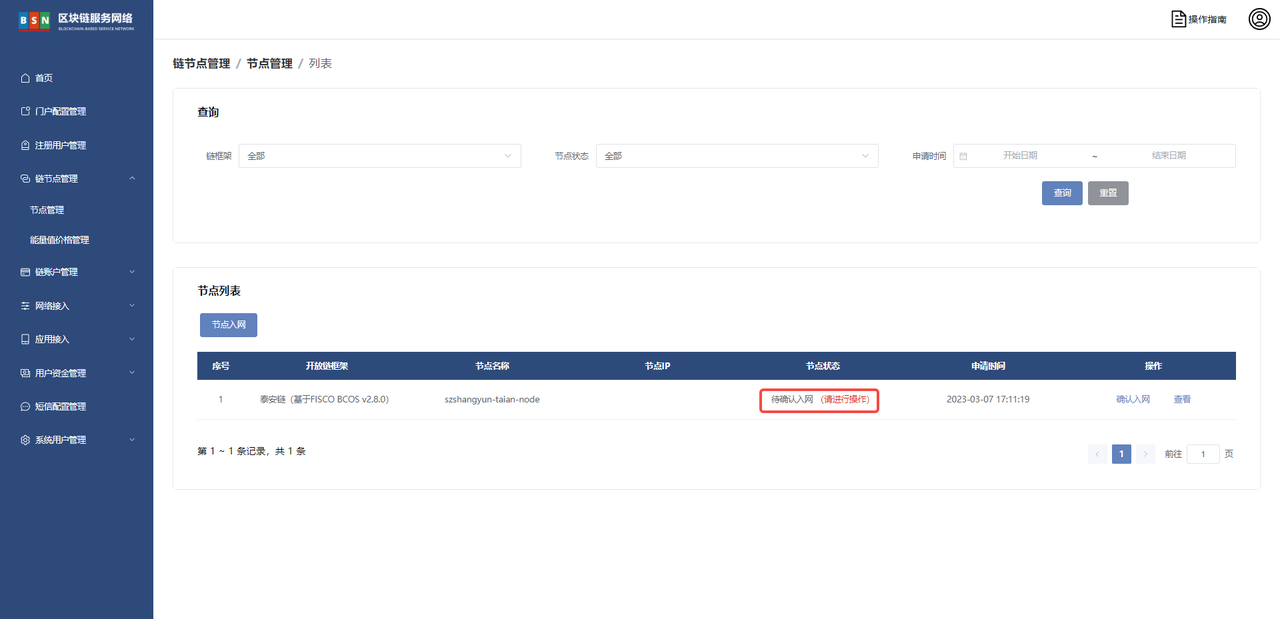 BSN 区块链服务网络
BLOCKCHAIN-BASED SERVICE NETWORK
操作指南
首页
门户配置管理
注册用户管理
链节点管理
节点管理
能量值价格管理
链账户管理
网络接入
应用接入
用户资金管理
短信配置管理
系统用户管理
链节点管理 / 节点管理 / 列表
查询
链框架 全部 节点状态 全部 申请时间 开始日期 ~ 结束日期
查询 重置
节点列表
节点入网
序号 开放链框架 节点名称 节点IP 节点状态 申请时间 操作
1 泰安链（基于FISCO BCOS v2.8.0） szshangyun-taian-node 待确认入网 （请进行操作） 2023-03-07 17:11:19 确认入网 查看
第 1 ~ 1 条记录，共 1 条
1 前往 1 页